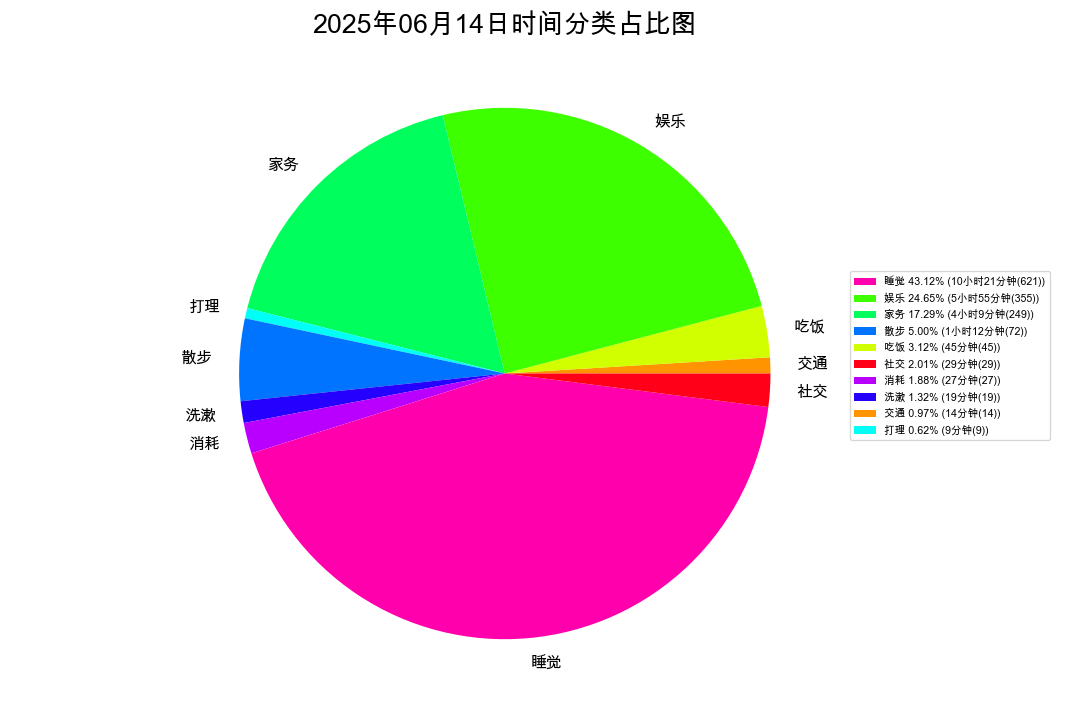 2025年06月14日时间分类占比图
娱乐
家务
打理
吃饭
散步
交通
社交
洗漱
消耗
睡觉
睡觉 43.12% (10小时21分钟(621))
娱乐 24.65% (5小时55分钟(355))
家务 17.29% (4小时9分钟(249))
散步 5.00% (1小时12分钟(72))
吃饭 3.12% (45分钟(45))
社交 2.01% (29分钟(29))
消耗 1.88% (27分钟(27))
洗漱 1.32% (19分钟(19))
交通 0.97% (14分钟(14))
打理 0.62% (9分钟(9))